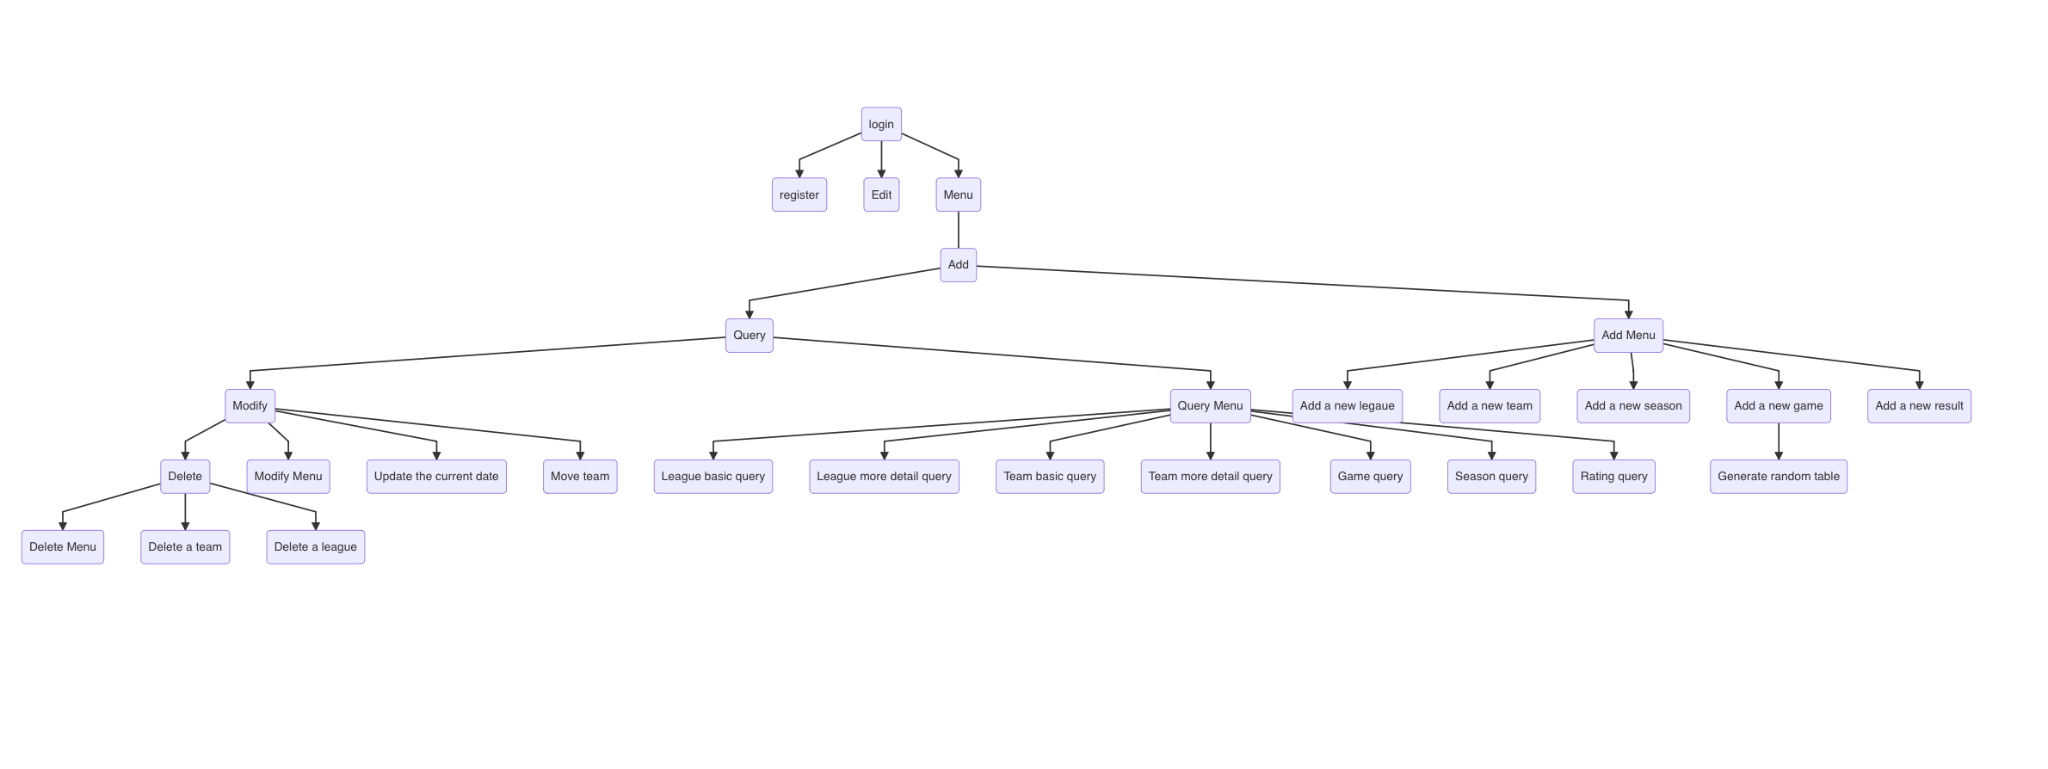 login
register
Edit
Menu
Add
Query
Add Menu
Modify
Query Menu
Add a new legaue
Add a new team
Add a new season
Add a new game
Add a new result
Delete
Modify Menu
Update the current date
Move team
League basic query
League more detail query
Team basic query
Team more detail query
Game query
Season query
Rating query
Generate random table
Delete Menu
Delete a team
Delete a league